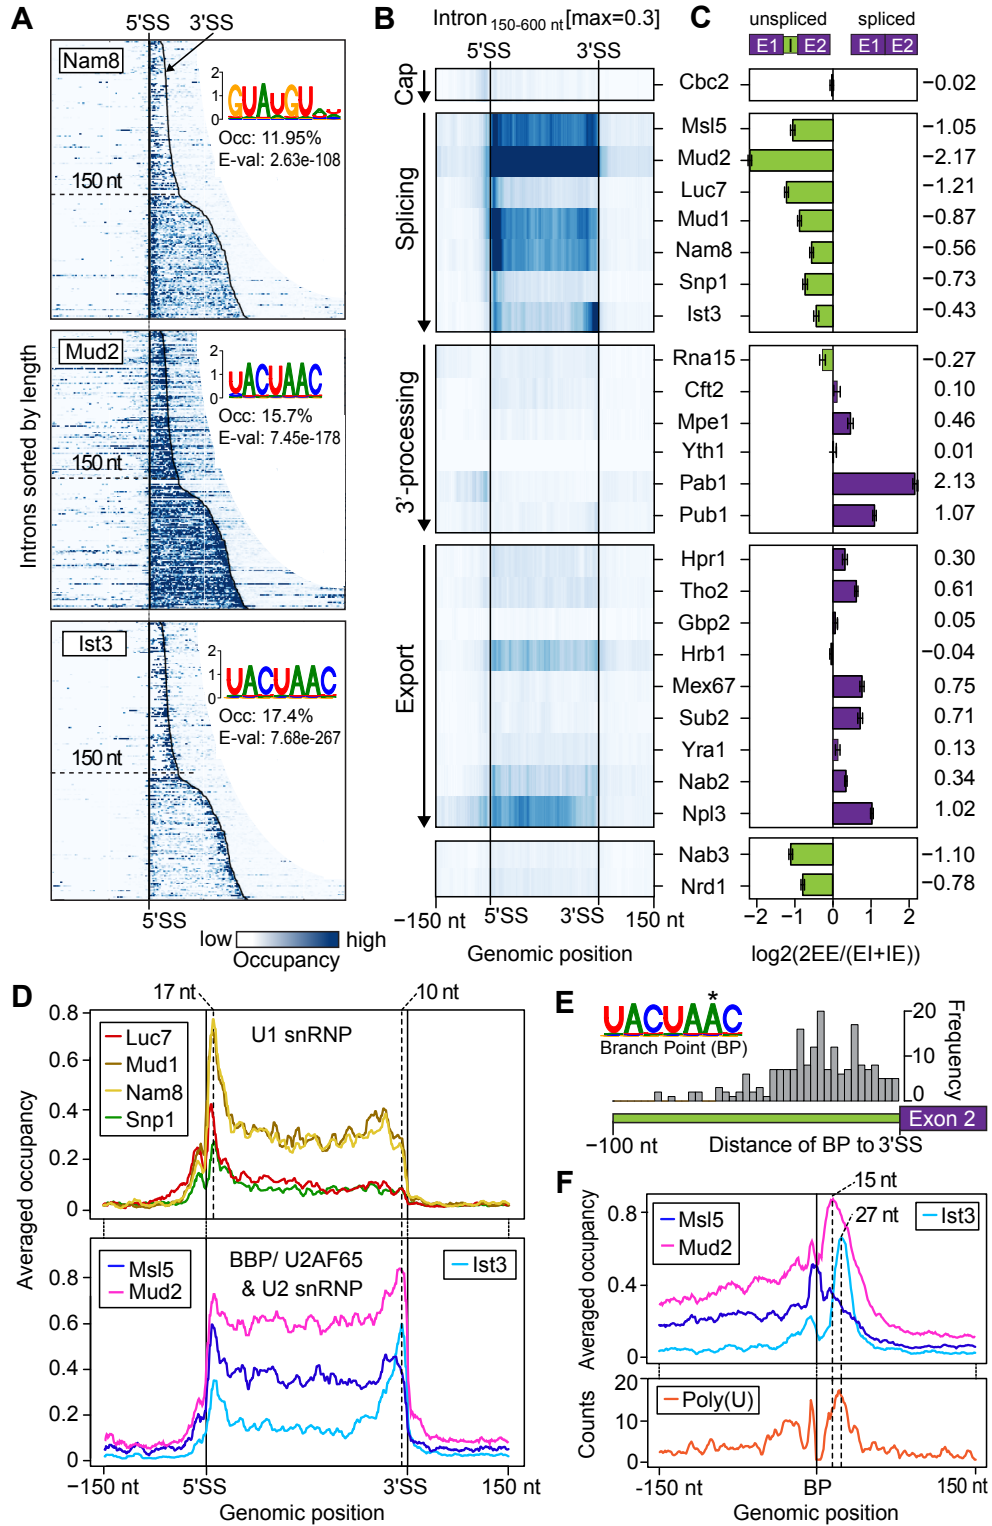 A
5'SS
3'SS
Nam8
2
1
0
GUAUGU
Occ: 11.95%
E-val: 2.63e-108
150 nt
Mud2
2
1
0
UACUAAC
Occ: 15.7%
E-val: 7.45e-178
150 nt
Ist3
2
1
0
UACUAAC
Occ: 17.4%
E-val: 7.68e-267
150 nt
Introns sorted by length
5'SS
low
high
Occupancy
B
Intron 150-600 nt [max=0.3]
5'SS
3'SS
Cap
Splicing
3'-processing
Export
−150 nt
5'SS
3'SS
150 nt
Genomic position
C
unspliced
spliced
E1
I
E2
E1
E2
Cbc2
−0.02
Msl5
−1.05
Mud2
−2.17
Luc7
−1.21
Mud1
−0.87
Nam8
−0.56
Snp1
−0.73
Ist3
−0.43
Rna15
−0.27
Cft2
0.10
Mpe1
0.46
Yth1
0.01
Pab1
2.13
Pub1
1.07
Hpr1
0.30
Tho2
0.61
Gbp2
0.05
Hrb1
−0.04
Mex67
0.75
Sub2
0.71
Yra1
0.13
Nab2
0.34
Npl3
1.02
Nab3
−1.10
Nrd1
−0.78
−2
−1
0
1
2
log2(2EE/(EI+IE))
D
17 nt
10 nt
0.8
0.6
0.4
0.2
0
Luc7
Mud1
Nam8
Snp1
U1 snRNP
Averaged occupancy
0.8
0.6
0.4
0.2
0
Msl5
Mud2
BBP/ U2AF65
& U2 snRNP
Ist3
−150 nt
5'SS
3'SS
150 nt
Genomic position
E
*
UACUAAC
Branch Point (BP)
20
10
0
Frequency
Exon 2
−100 nt
Distance of BP to 3'SS
F
15 nt
27 nt
0.8
0.4
0
Averaged occupancy
Msl5
Mud2
Ist3
20
10
0
Counts
Poly(U)
-150 nt
BP
150 nt
Genomic position